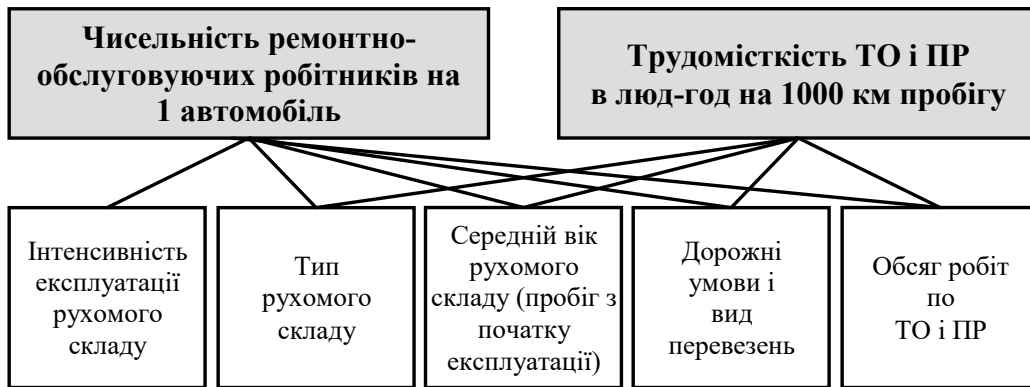 Чисельність ремонтно-
обслуговуючих робітників на
1 автомобіль
Трудомісткість ТО і ПР
в люд-год на 1000 км пробігу
Інтенсивність
експлуатації
рухомого
складу
Тип
рухомого
складу
Середній вік
рухомого
складу (пробіг з
початку
експлуатації)
Дорожні
умови і
вид
перевезень
Обсяг робіт
по
ТО і ПР